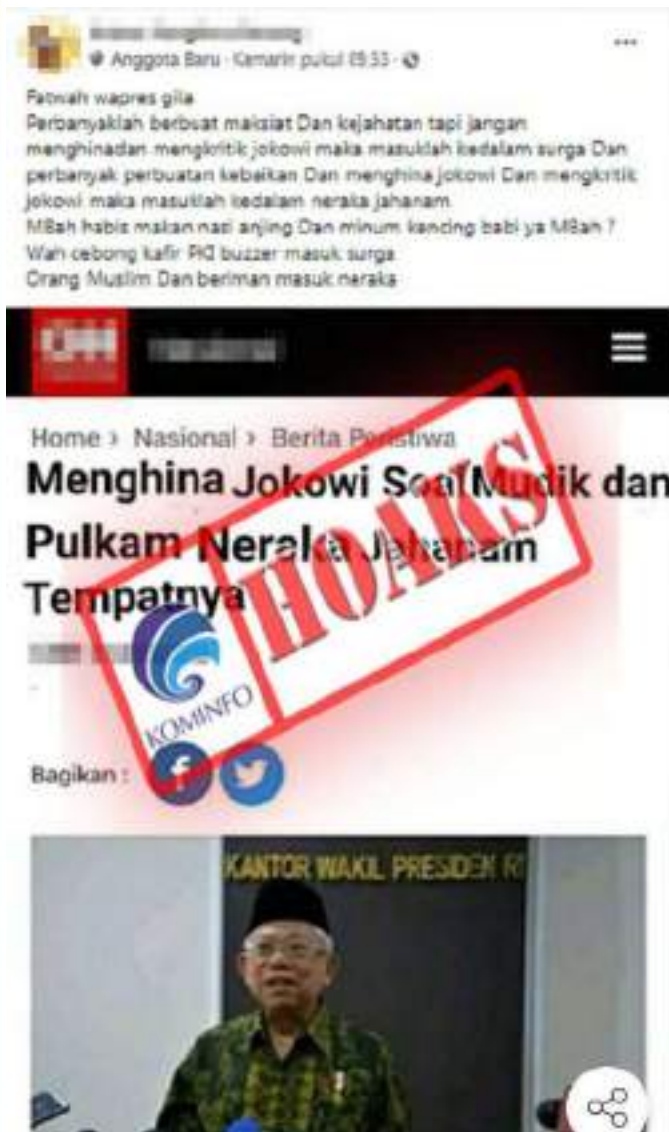 Anggota Baru · Kemarin pukul
Fatwah wapres gila
Perbanyaklah berbuat maksiat Dan kejahatan tapi jangan
menghinadan mengkritik jokowi maka masuklah kedalam surga Dan
perbanyak perbuatan kebaikan Dan menghina jokowi Dan mengkritik
jokowi maka masuklah kedalam neraka jahanam
MBah habis makan nasi anjing Dan minum kencing babi ya MBah ?
Wah cebong kafir PKI buzzer masuk surga
Orang Muslim Dan beriman masuk neraka
Home > Nasional > Berita Peristiwa
Menghina Jokowi Soal Mudik dan
Pulkam Neraka Jahanam
Tempatnya
HOAKS
KOMINFO
Bagikan :
KANTOR WAKIL PRESIDEN RI